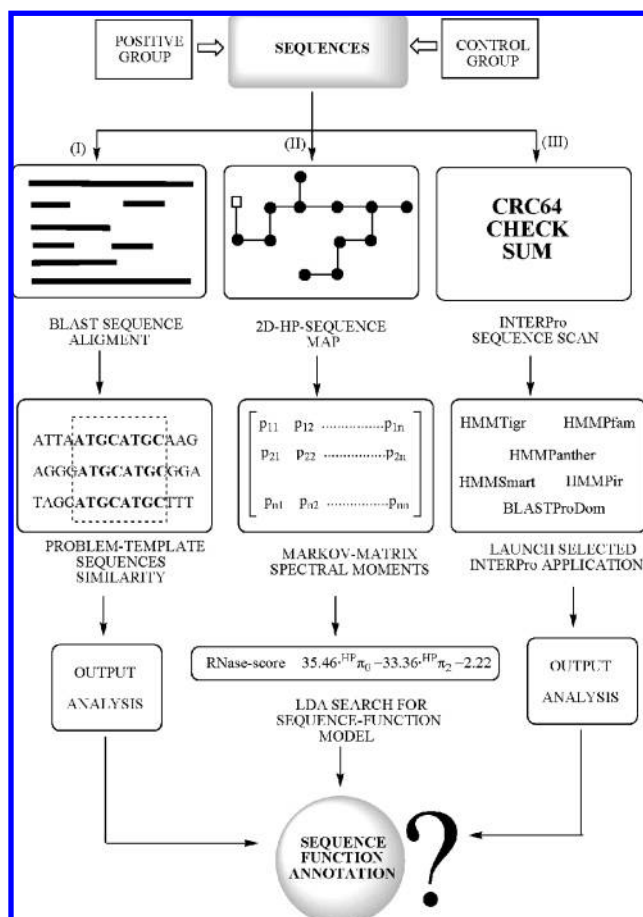 POSITIVE
GROUP
SEQUENCES
CONTROL
GROUP
(I)
(II)
(III)
CRC64
CHECK
SUM
BLAST SEQUENCE
ALIGMENT
2D-HP-SEQUENCE
MAP
INTERPro
SEQUENCE SCAN
ATTAATGCATGCAAG
AGGGATGCATGCGGA
TAGCATGCATGCTTT
p11 p12 ..................p1n
p21 p22 ..................p2n
pn1 pn2 ..................pnn
HMMTigr HMMPfam
HMMPanther
HMMSmart HMMPir
BLASTProDom
PROBLEM-TEMPLATE
SEQUENCES
SIMILARITY
MARKOV-MATRIX
SPECTRAL MOMENTS
LAUNCH SELECTED
INTERPro APPLICATION
OUTPUT
ANALYSIS
RNase-score 35.46·HPπ0−33.36·HPπ2−2.22
LDA SEARCH FOR
SEQUENCE-FUNCTION
MODEL
OUTPUT
ANALYSIS
SEQUENCE
FUNCTION
ANNOTATION
?